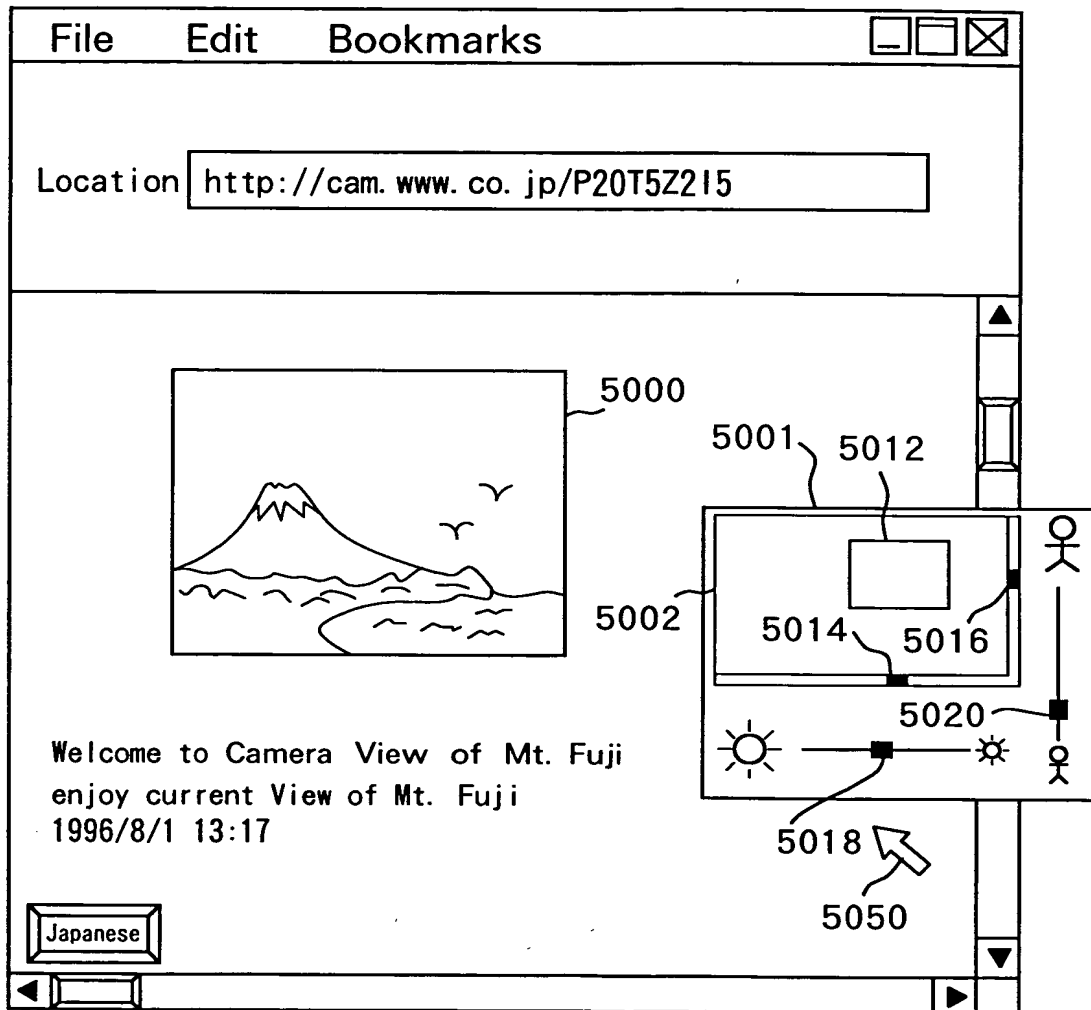 File Edit Bookmarks
Location http://cam.www.co.jp/P20T5Z2I5
5000
5001
5012
5002
5014
5016
5020
Welcome to Camera View of Mt. Fuji
enjoy current View of Mt. Fuji
1996/8/1 13:17
5018
5050
Japanese